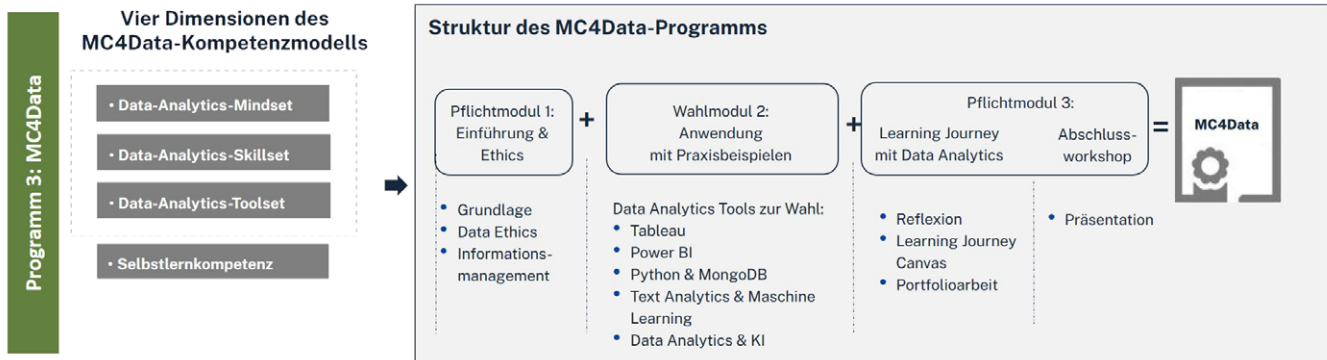 Programm 3: MC4Data
Vier Dimensionen des
MC4Data-Kompetenzmodells
• Data-Analytics-Mindset
• Data-Analytics-Skillset
• Data-Analytics-Toolset
• Selbstlernkompetenz
Struktur des MC4Data-Programms
Pflichtmodul 1:
Einführung &
Ethics
+
Wahlmodul 2:
Anwendung
mit Praxisbeispielen
+
Pflichtmodul 3:
Learning Journey
mit Data Analytics
Abschluss-
workshop
=
MC4Data
• Grundlage
• Data Ethics
• Informations-
management
Data Analytics Tools zur Wahl:
• Tableau
• Power BI
• Python & MongoDB
• Text Analytics & Maschine
Learning
• Data Analytics & KI
• Reflexion
• Learning Journey
Canvas
• Portfolioarbeit
• Präsentation